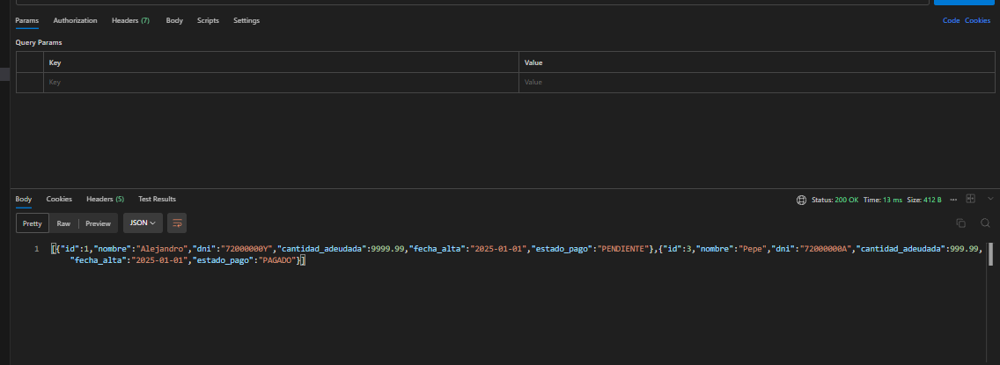 Params Authorization Headers (7) Body Scripts Settings Code Cookies
Query Params
Key Value
Key Value
Body Cookies Headers (5) Test Results Status: 200 OK Time: 13 ms Size: 412 B
Pretty Raw Preview JSON
1 [{"id":1,"nombre":"Alejandro","dni":"72000000Y","cantidad_adeudada":9999.99,"fecha_alta":"2025-01-01","estado_pago":"PENDIENTE"},{"id":3,"nombre":"Pepe","dni":"72000000A","cantidad_adeudada":999.99,
"fecha_alta":"2025-01-01","estado_pago":"PAGADO"}]